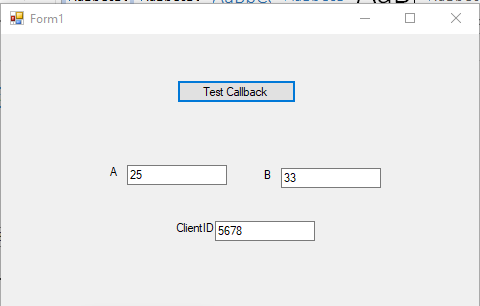 Form1
Test Callback
A 25 B 33
ClientID 5678